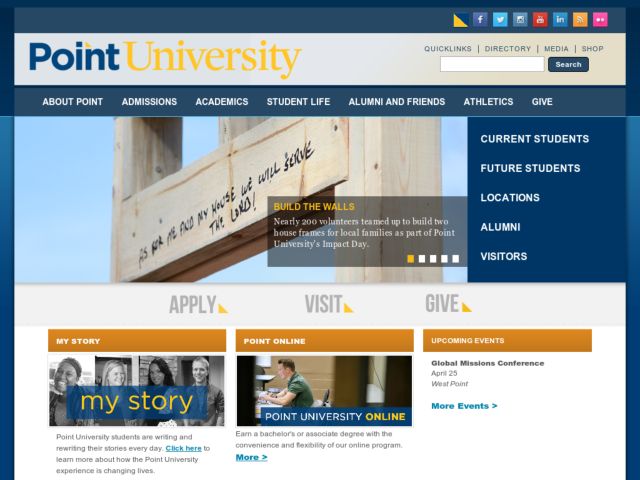 Point University
QUICKLINKS | DIRECTORY | MEDIA | SHOP
Search
ABOUT POINT ADMISSIONS ACADEMICS STUDENT LIFE ALUMNI AND FRIENDS ATHLETICS GIVE
AS FOR ME AND MY HOUSE WE WILL SERVE
THE LORD!
BUILD THE WALLS
Nearly 200 volunteers teamed up to build two
house frames for local families as part of Point
University's Impact Day.
CURRENT STUDENTS
FUTURE STUDENTS
LOCATIONS
ALUMNI
VISITORS
APPLY VISIT GIVE
MY STORY
my story
Point University students are writing and
rewriting their stories every day. Click here to
learn more about how the Point University
experience is changing lives.
POINT ONLINE
POINT UNIVERSITY ONLINE
Earn a bachelor's or associate degree with the
convenience and flexibility of our online program.
More >
UPCOMING EVENTS
Global Missions Conference
April 25
West Point
More Events >